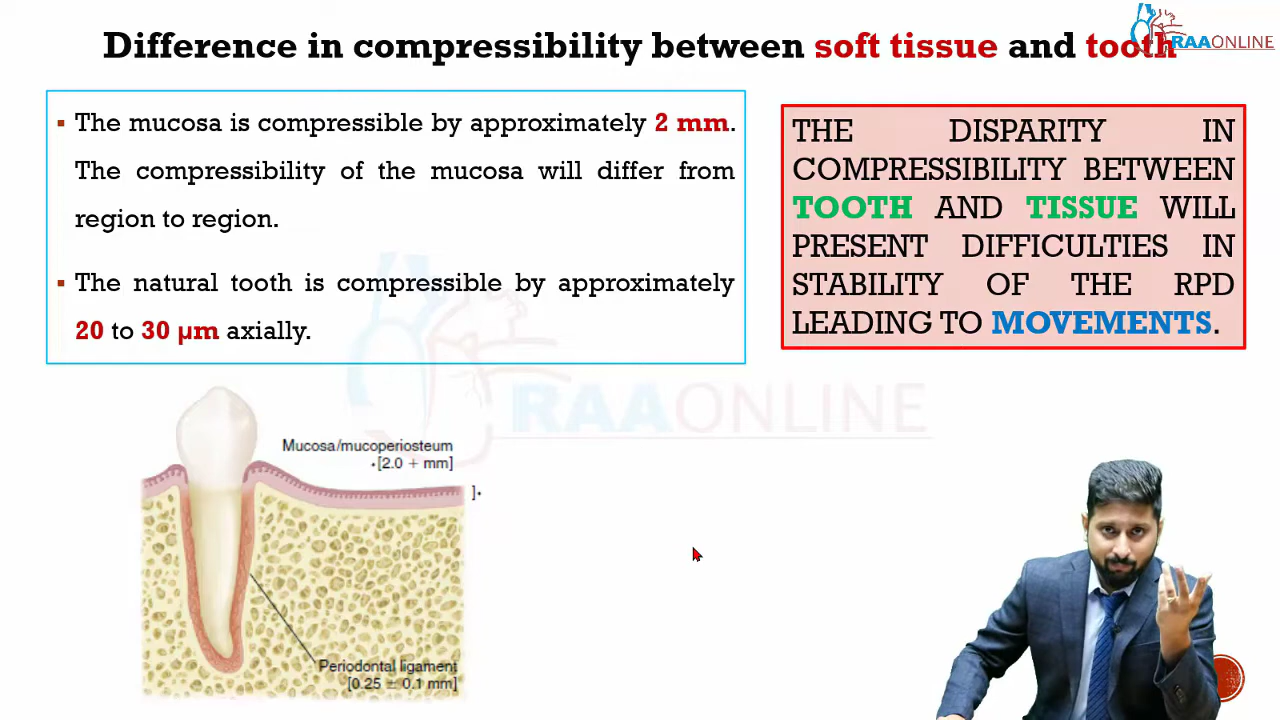 Difference in compressibility between soft tissue and tooth
RAAONLINE
▪ The mucosa is compressible by approximately 2 mm.
The compressibility of the mucosa will differ from
region to region.
▪ The natural tooth is compressible by approximately
20 to 30 µm axially.
THE DISPARITY IN
COMPRESSIBILITY BETWEEN
TOOTH AND TISSUE WILL
PRESENT DIFFICULTIES IN
STABILITY OF THE RPD
LEADING TO MOVEMENTS.
RAAONLINE
Mucosa/mucoperiosteum
[2.0 + mm]
]
Periodontal ligament
[0.25 ± 0.1 mm]